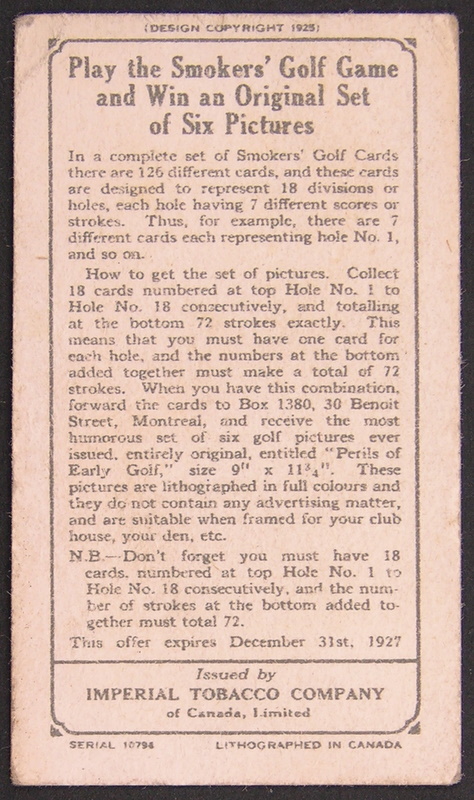 (DESIGN COPYRIGHT 1925)
Play the Smokers' Golf Game
and Win an Original Set
of Six Pictures
In a complete set of Smokers' Golf Cards
there are 126 different cards, and these cards
are designed to represent 18 divisions or
holes, each hole having 7 different scores or
strokes. Thus, for example, there are 7
different cards each representing hole No. 1,
and so on.
How to get the set of pictures. Collect
18 cards numbered at top Hole No. 1 to
Hole No. 18 consecutively, and totalling
at the bottom 72 strokes exactly. This
means that you must have one card for
each hole, and the numbers at the bottom
added together must make a total of 72
strokes. When you have this combination,
forward the cards to Box 1380, 30 Benoit
Street, Montreal, and receive the most
humorous set of six golf pictures ever
issued, entirely original, entitled "Perils of
Early Golf," size 9" x 11¾". These
pictures are lithographed in full colours and
they do not contain any advertising matter,
and are suitable when framed for your club
house, your den, etc.
N.B.—Don't forget you must have 18
cards, numbered at top Hole No. 1 to
Hole No. 18 consecutively, and the num-
ber of strokes at the bottom added to-
gether must total 72.
This offer expires December 31st, 1927
Issued by
IMPERIAL TOBACCO COMPANY
of Canada, Limited
SERIAL 10794 LITHOGRAPHED IN CANADA